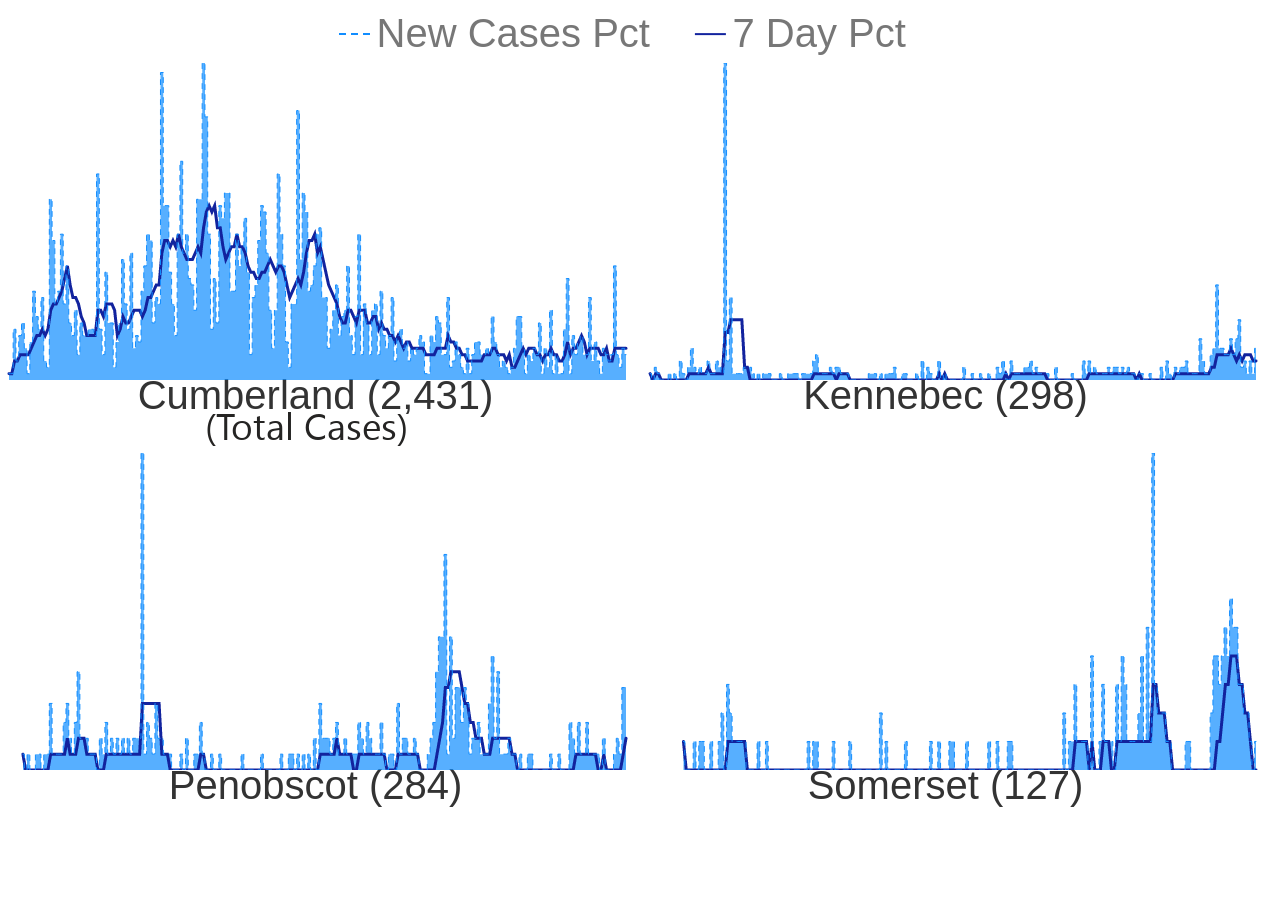 New Cases Pct 7 Day Pct
Cumberland (2,431) Kennebec (298)
(Total Cases)
Penobscot (284) Somerset (127)